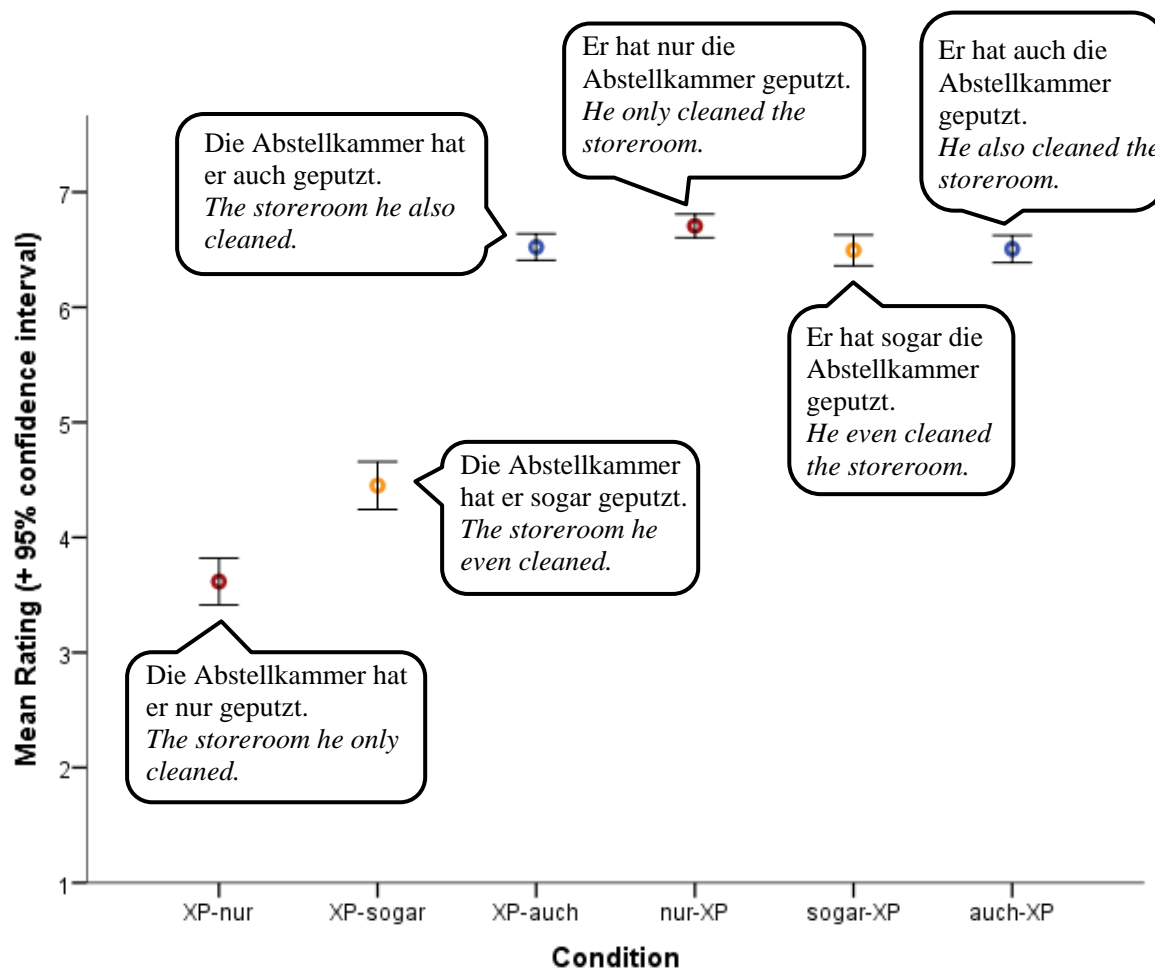 Er hat nur die
Abstellkammer geputzt.
He only cleaned the
storeroom.
Er hat auch die
Abstellkammer
geputzt.
He also cleaned the
storeroom.
Die Abstellkammer hat
er auch geputzt.
The storeroom he also
cleaned.
Er hat sogar die
Abstellkammer
geputzt.
He even cleaned
the storeroom.
Die Abstellkammer
hat er sogar geputzt.
The storeroom he
even cleaned.
Die Abstellkammer hat
er nur geputzt.
The storeroom he only
cleaned.
Mean Rating (+ 95% confidence interval)
7
6
5
4
3
2
1
XP-nur XP-sogar XP-auch nur-XP sogar-XP auch-XP
Condition